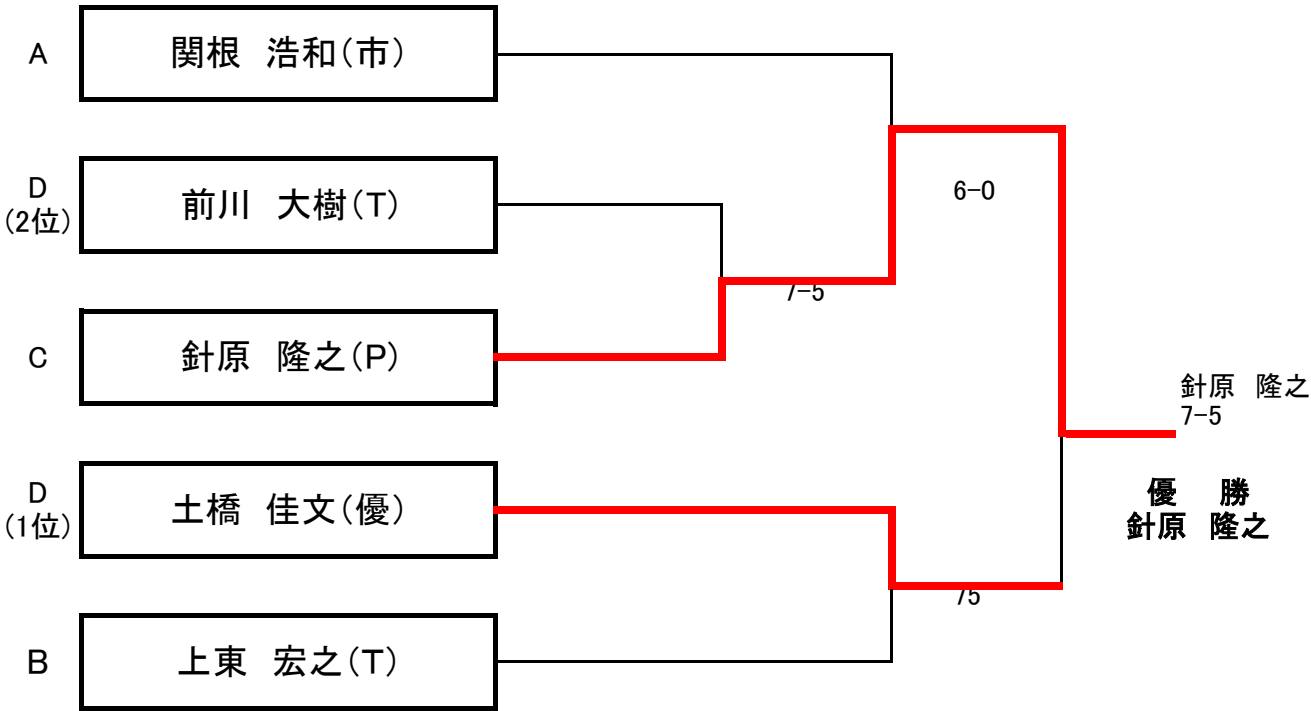 A
関根 浩和(市)
D
(2位)
前川 大樹(T)
6-0
7-5
C
針原 隆之(P)
針原 隆之
7-5
D
(1位)
土橋 佳文(優)
優 勝
針原 隆之
75
B
上東 宏之(T)